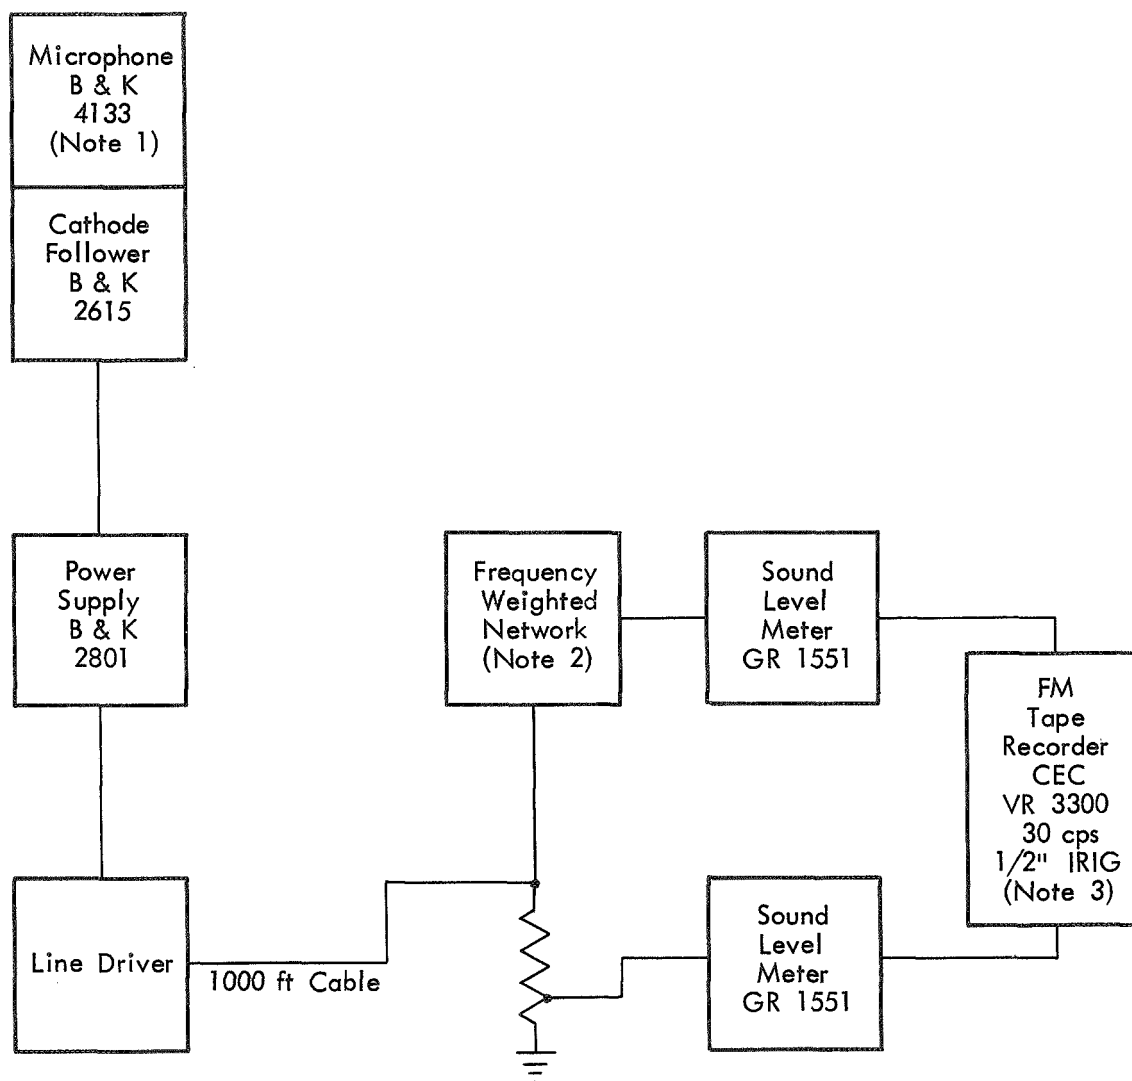 Microphone
B & K
4133
(Note 1)
Cathode
Follower
B & K
2615
Power
Supply
B & K
2801
Line Driver
1000 ft Cable
Frequency
Weighted
Network
(Note 2)
Sound
Level
Meter
GR 1551
Sound
Level
Meter
GR 1551
FM
Tape
Recorder
CEC
VR 3300
30 cps
1/2" IRIG
(Note 3)